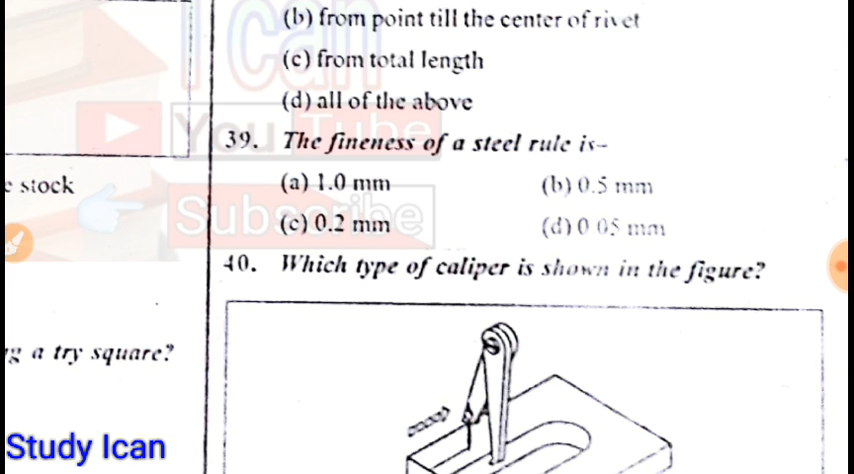 (b) from point till the center of rivet
(c) from total length
(d) all of the above
39. The fineness of a steel rule is-
(a) 1.0 mm (b) 0.5 mm
(c) 0.2 mm (d) 0.05 mm
40. Which type of caliper is shown in the figure?
stock
a try square?
Study Ican
I Can
YouTube
Subscribe